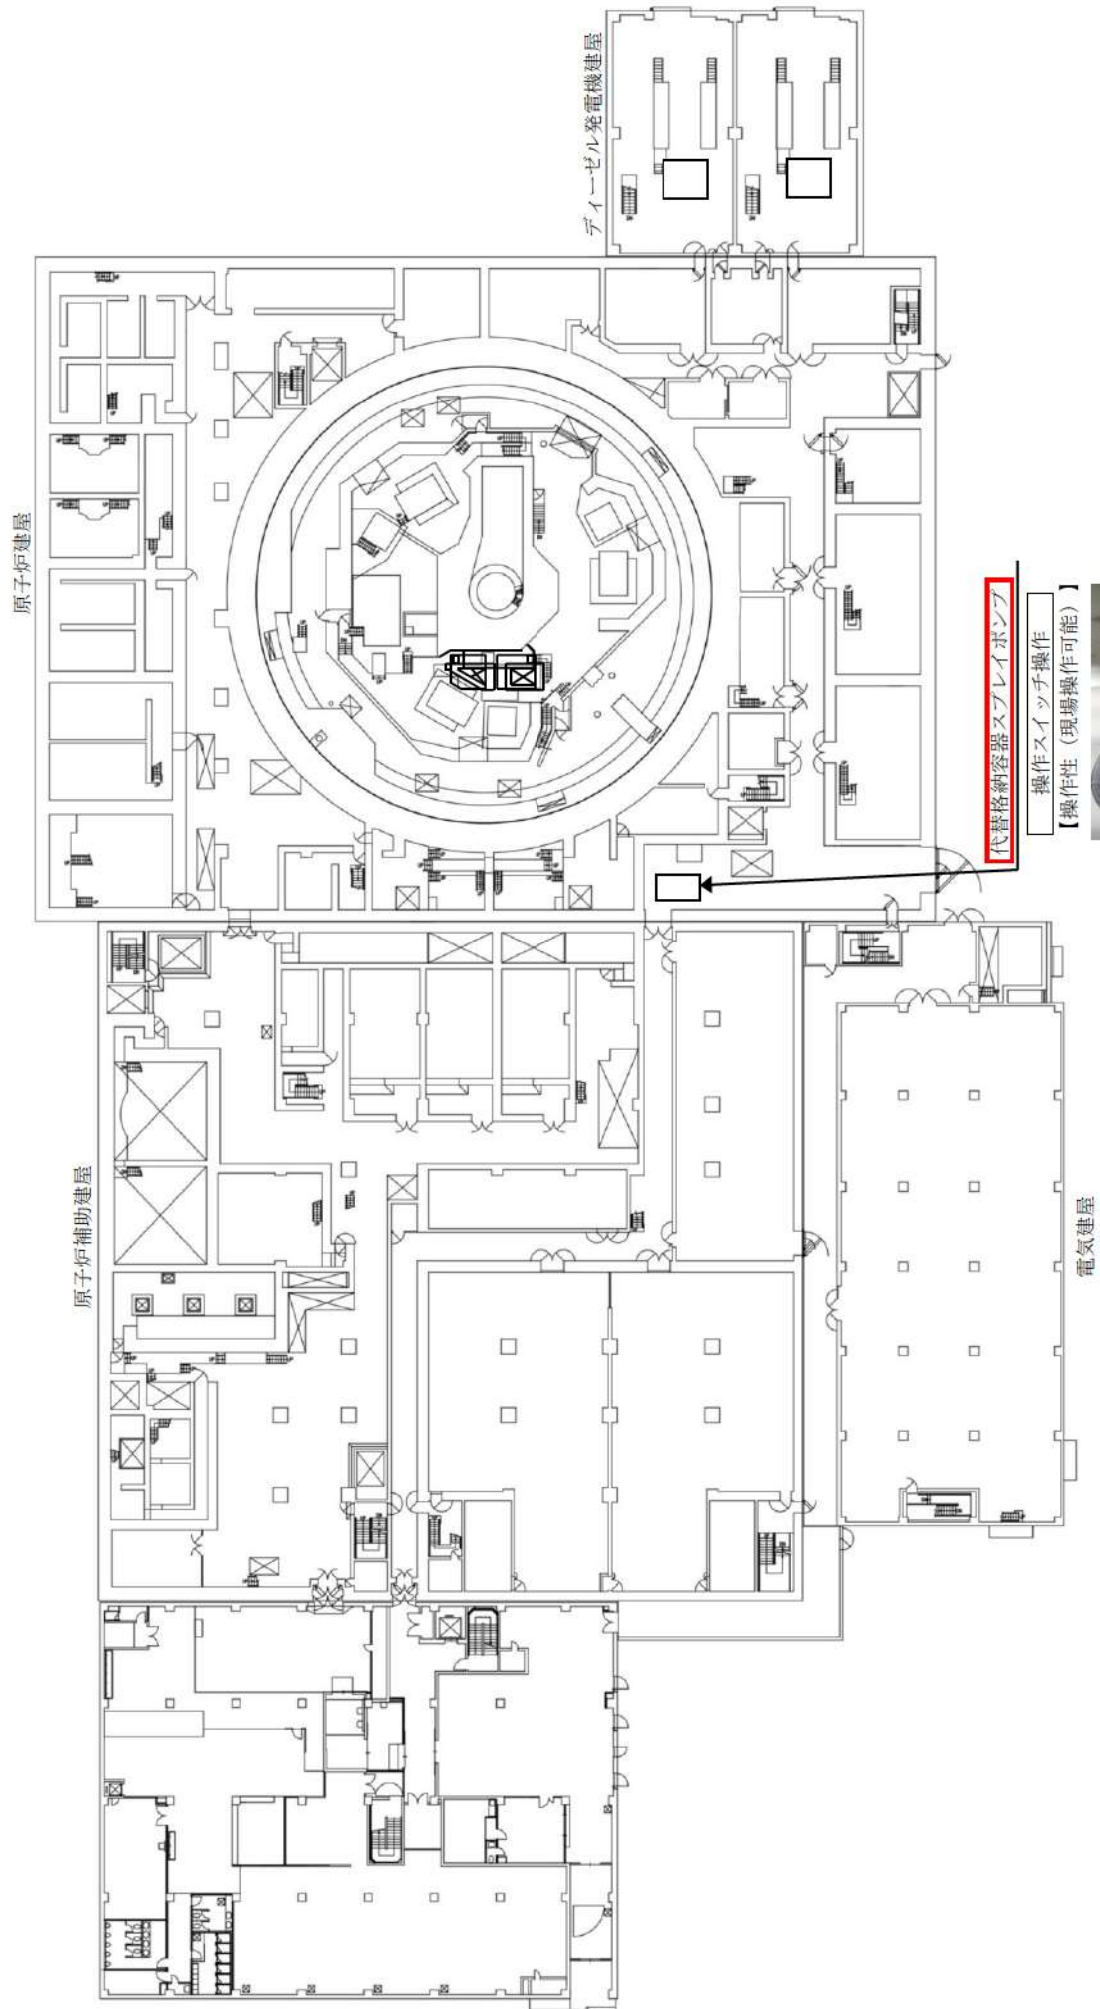 ディーゼル発電機建屋
原子炉建屋
代替格納容器スプレイポンプ
操作スイッチ操作
【操作性（現場操作可能）】
原子炉補助建屋
電気建屋